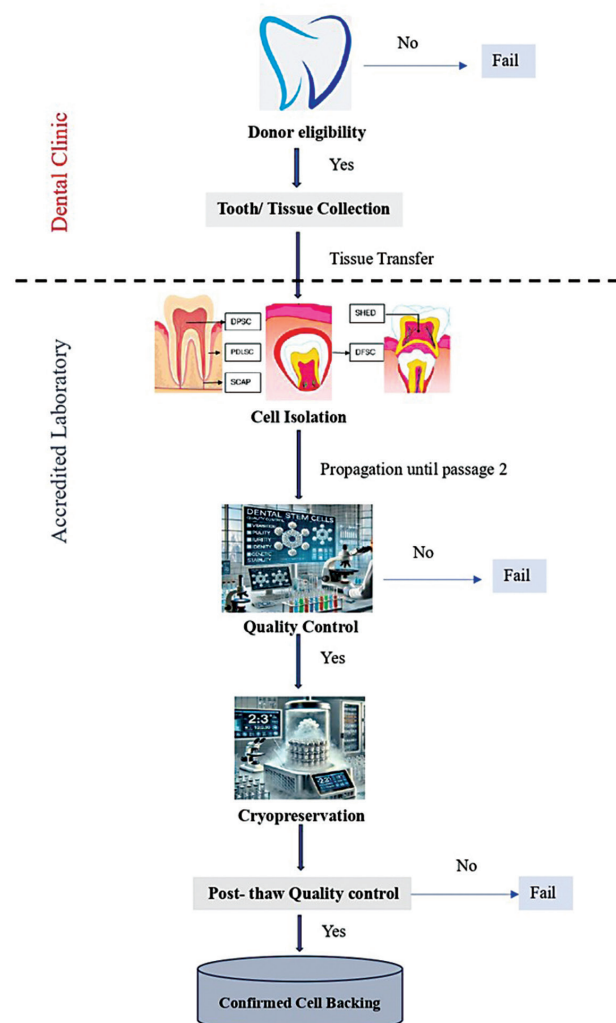 No
Fail
Donor eligibility
Yes
Dental Clinic
Tooth/ Tissue Collection
Tissue Transfer
DPSC
PDLSC
SCAP
SHED
DFSC
Cell Isolation
Accredited Laboratory
Propagation until passage 2
DENTAL STEM CELLS
No
Fail
Quality Control
Yes
Cryopreservation
No
Post- thaw Quality control
Fail
Yes
Confirmed Cell Backing